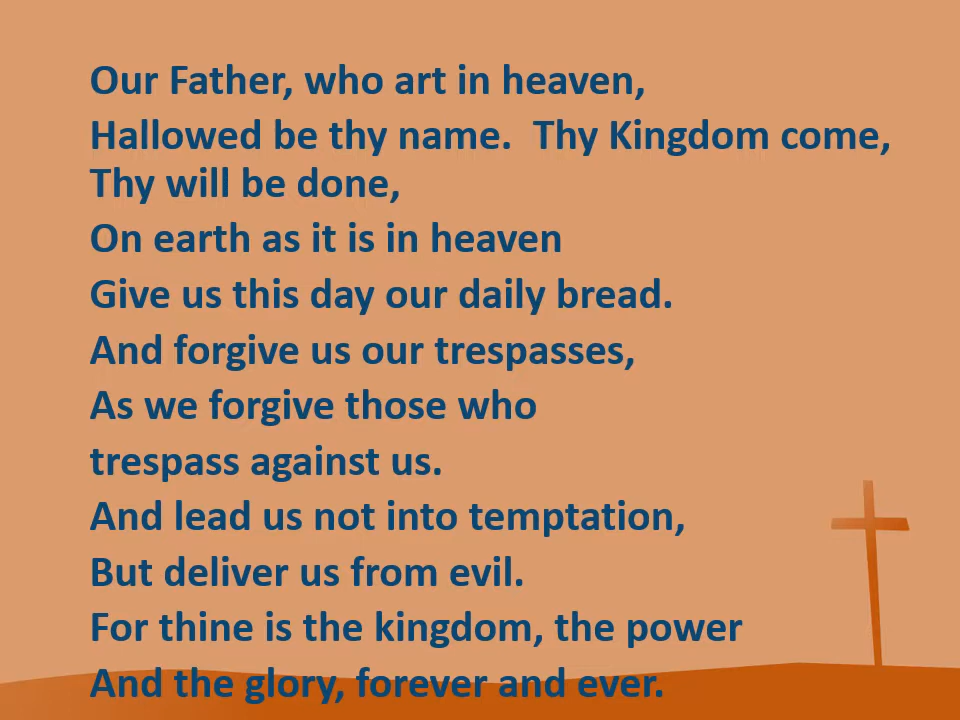 Our Father, who art in heaven,
Hallowed be thy name.  Thy Kingdom come,
Thy will be done,
On earth as it is in heaven
Give us this day our daily bread.
And forgive us our trespasses,
As we forgive those who
trespass against us.
And lead us not into temptation,
But deliver us from evil.
For thine is the kingdom, the power
And the glory, forever and ever.